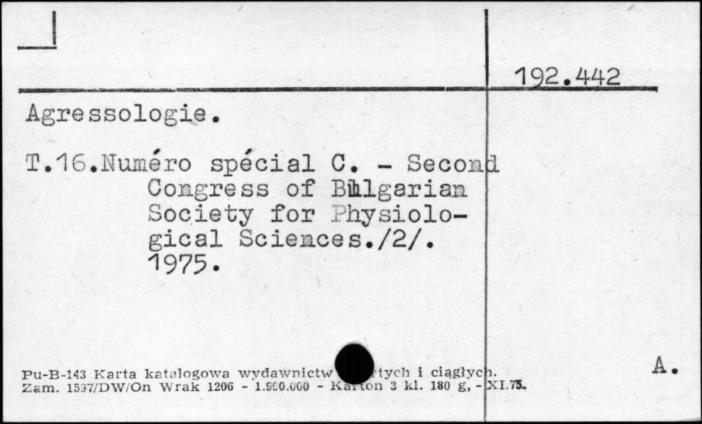 192.442
Agressologie.
T.16.Numéro spécial C. - Second
Congress of Bulgarian
Society for Physiolo-
gical Sciences./2/.
1975.
A.
Pu-B-143 Karta katalogowa wydawnictw i ciągłych.
Zam. 1597/DW/On Wrak 1206 - 1.990.000 - Karton 3 kl. 180 g, - XI.75.